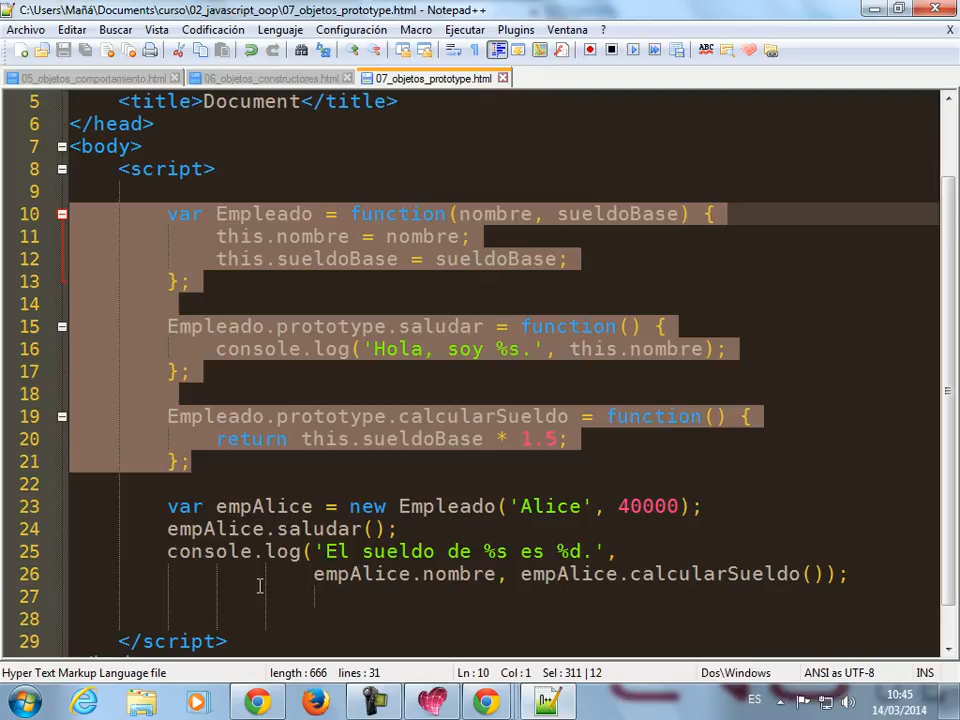 C:\Users\Mañá\Documents\curso\02_javascript_oop\07_objetos_prototype.html - Notepad++
Archivo Editar Buscar Vista Codificación Lenguaje Configuración Macro Ejecutar Plugins Ventana ? X
05_objetos_comportamiento.html 06_objetos_constructores.html 07_objetos_prototype.html
5 <title>Document</title>
6 </head>
7 <body>
8 <script>
9
10 var Empleado = function(nombre, sueldoBase) {
11 this.nombre = nombre;
12 this.sueldoBase = sueldoBase;
13 };
14
15 Empleado.prototype.saludar = function() {
16 console.log('Hola, soy %s.', this.nombre);
17 };
18
19 Empleado.prototype.calcularSueldo = function() {
20 return this.sueldoBase * 1.5;
21 };
22
23 var empAlice = new Empleado('Alice', 40000);
24 empAlice.saludar();
25 console.log('El sueldo de %s es %d.',
26 empAlice.nombre, empAlice.calcularSueldo());
27
28
29 </script>
Hyper Text Markup Language file length : 666 lines : 31 Ln : 10 Col : 1 Sel : 311 | 12 Dos\Windows ANSI as UTF-8 INS
ES 10:45
14/03/2014